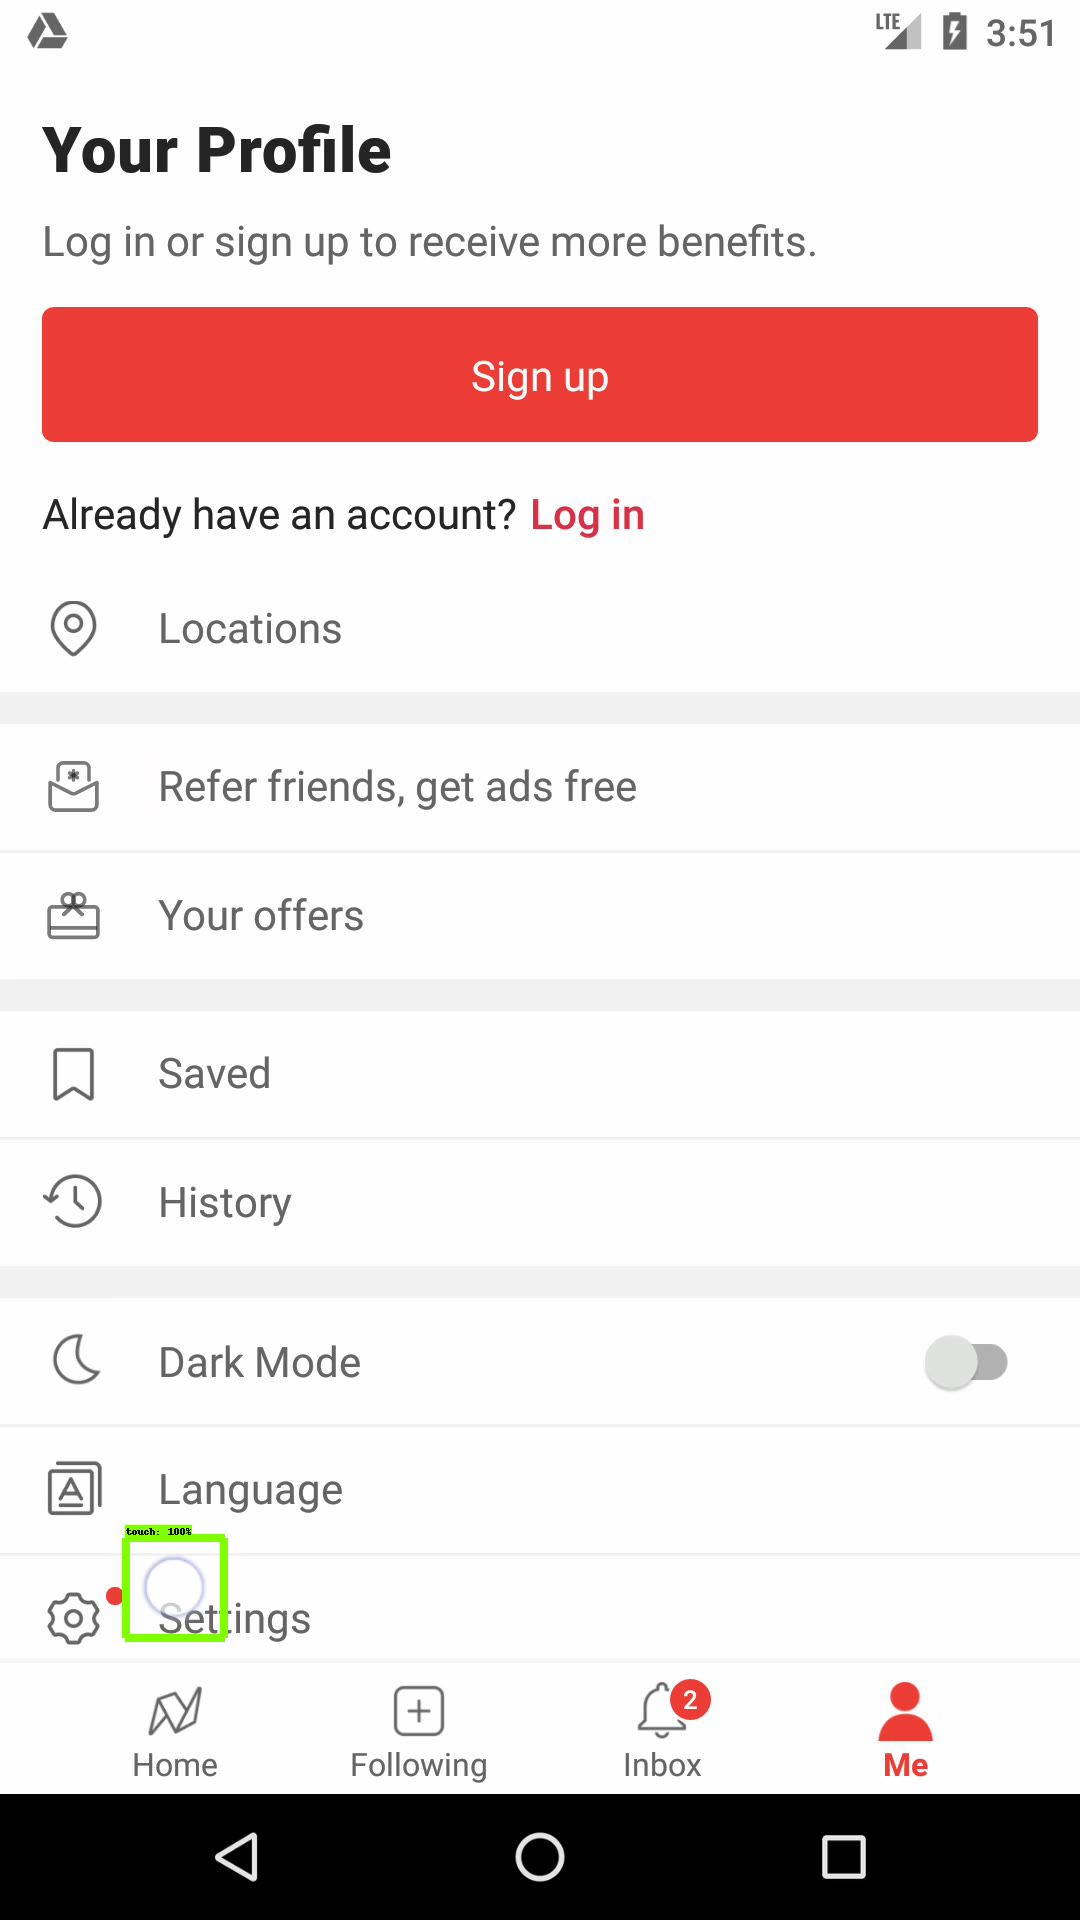 LTE 3:51
Your Profile
Log in or sign up to receive more benefits.
Sign up
Already have an account? Log in
Locations
Refer friends, get ads free
Your offers
Saved
History
Dark Mode
Language
touch: 100%
Settings
2
Home Following Inbox Me